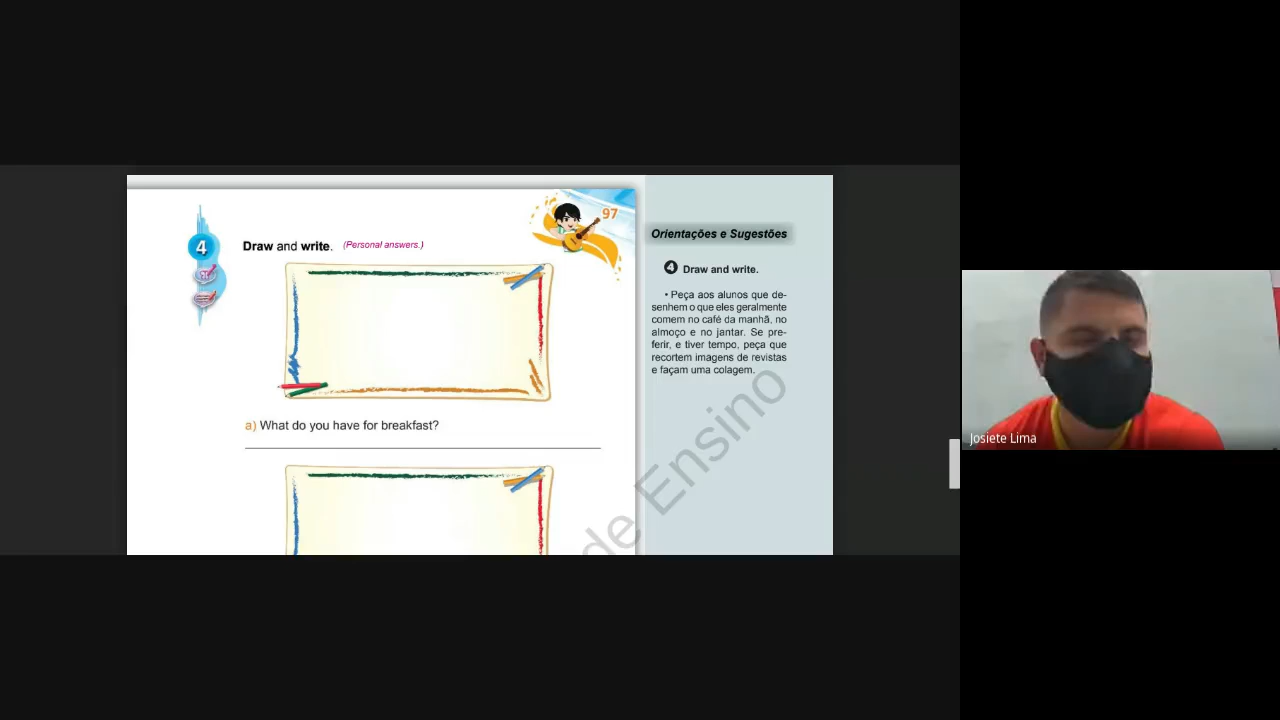 97
4
Draw and write. (Personal answers.)
a) What do you have for breakfast?
Orientações e Sugestões
4 Draw and write.
• Peça aos alunos que de-
senhem o que eles geralmente
comem no café da manhã, no
almoço e no jantar. Se pre-
ferir, e tiver tempo, peça que
recortem imagens de revistas
e façam uma colagem.
de Ensino
Josiete Lima